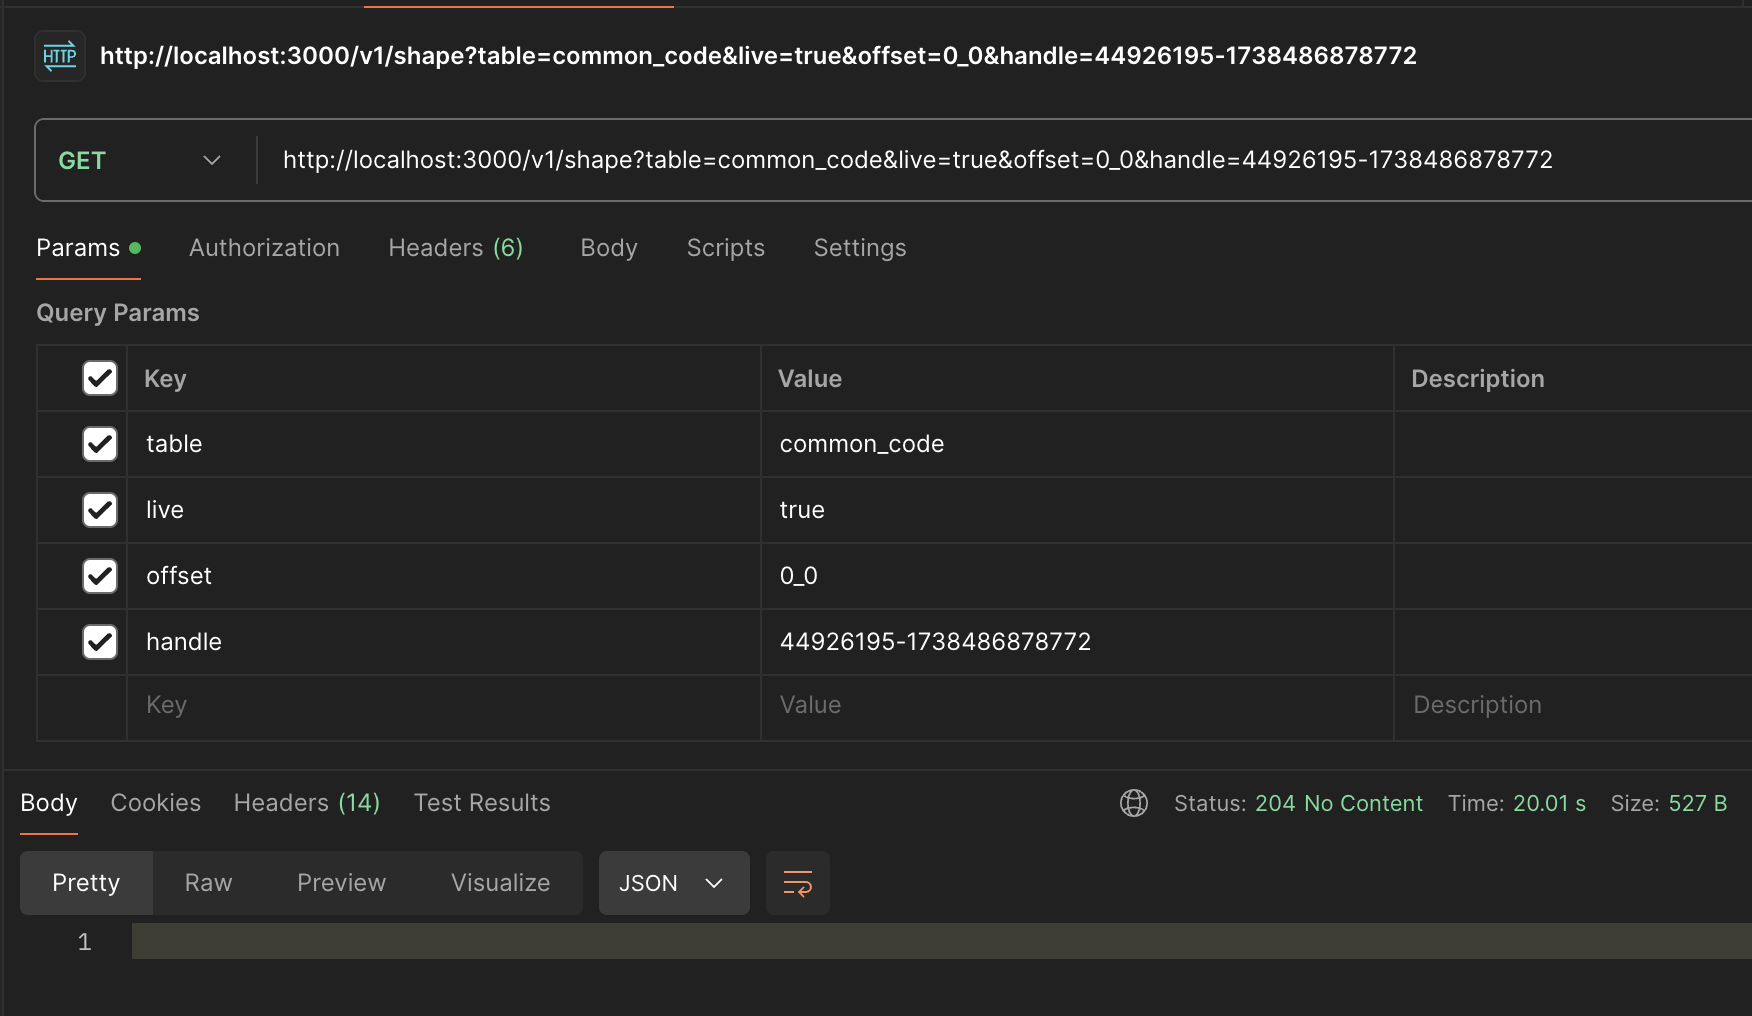 HTTP http://localhost:3000/v1/shape?table=common_code&live=true&offset=0_0&handle=44926195-1738486878772
GET http://localhost:3000/v1/shape?table=common_code&live=true&offset=0_0&handle=44926195-1738486878772
Params Authorization Headers (6) Body Scripts Settings
Query Params
Key Value Description
table common_code
live true
offset 0_0
handle 44926195-1738486878772
Key Value Description
Body Cookies Headers (14) Test Results Status: 204 No Content Time: 20.01 s Size: 527 B
Pretty Raw Preview Visualize JSON
1